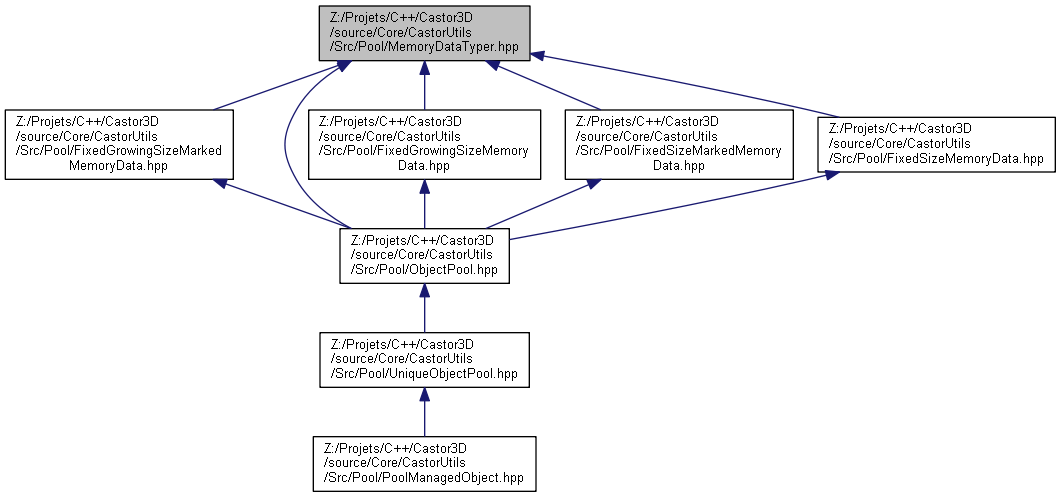 Z:/Projets/C++/Castor3D
/source/Core/CastorUtils
/Src/Pool/MemoryDataTyper.hpp
Z:/Projets/C++/Castor3D
/source/Core/CastorUtils
/Src/Pool/FixedGrowingSizeMarked
MemoryData.hpp
Z:/Projets/C++/Castor3D
/source/Core/CastorUtils
/Src/Pool/FixedGrowingSizeMemory
Data.hpp
Z:/Projets/C++/Castor3D
/source/Core/CastorUtils
/Src/Pool/FixedSizeMarkedMemory
Data.hpp
Z:/Projets/C++/Castor3D
/source/Core/CastorUtils
/Src/Pool/FixedSizeMemoryData.hpp
Z:/Projets/C++/Castor3D
/source/Core/CastorUtils
/Src/Pool/ObjectPool.hpp
Z:/Projets/C++/Castor3D
/source/Core/CastorUtils
/Src/Pool/UniqueObjectPool.hpp
Z:/Projets/C++/Castor3D
/source/Core/CastorUtils
/Src/Pool/PoolManagedObject.hpp